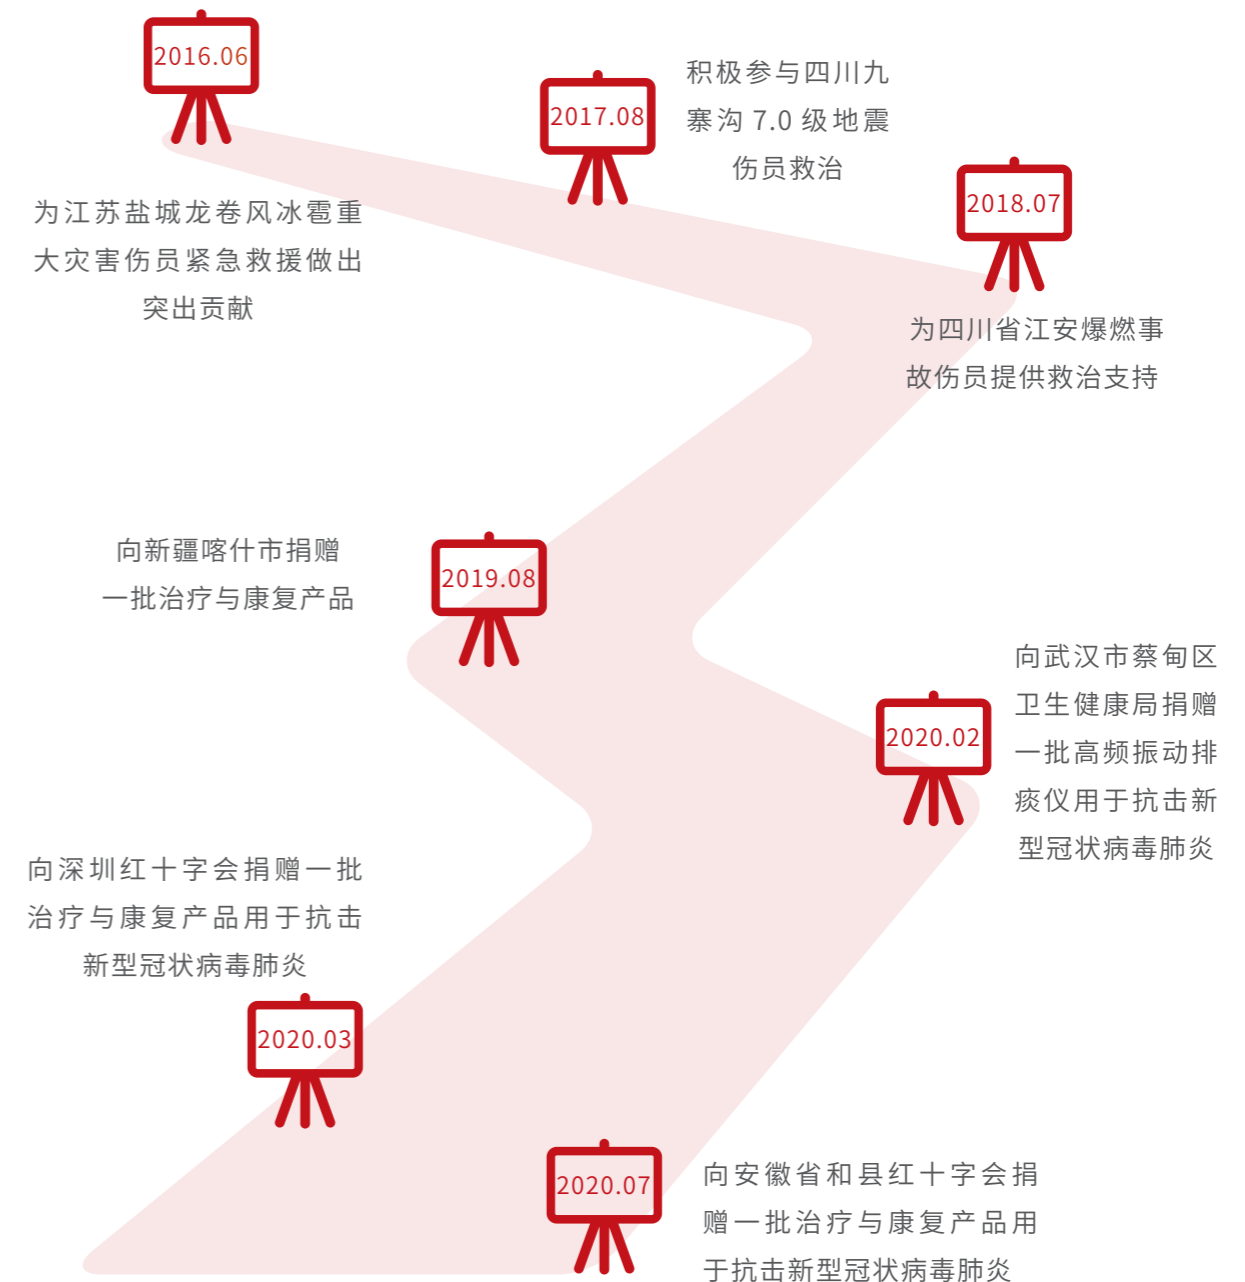 2016.06
为江苏盐城龙卷风冰雹重
大灾害伤员紧急救援做出
突出贡献
2017.08
积极参与四川九
寨沟 7.0 级地震
伤员救治
2018.07
为四川省江安爆燃事
故伤员提供救治支持
2019.08
向新疆喀什市捐赠
一批治疗与康复产品
2020.02
向武汉市蔡甸区
卫生健康局捐赠
一批高频振动排
痰仪用于抗击新
型冠状病毒肺炎
向深圳红十字会捐赠一批
治疗与康复产品用于抗击
新型冠状病毒肺炎
2020.03
2020.07
向安徽省和县红十字会捐
赠一批治疗与康复产品用
于抗击新型冠状病毒肺炎